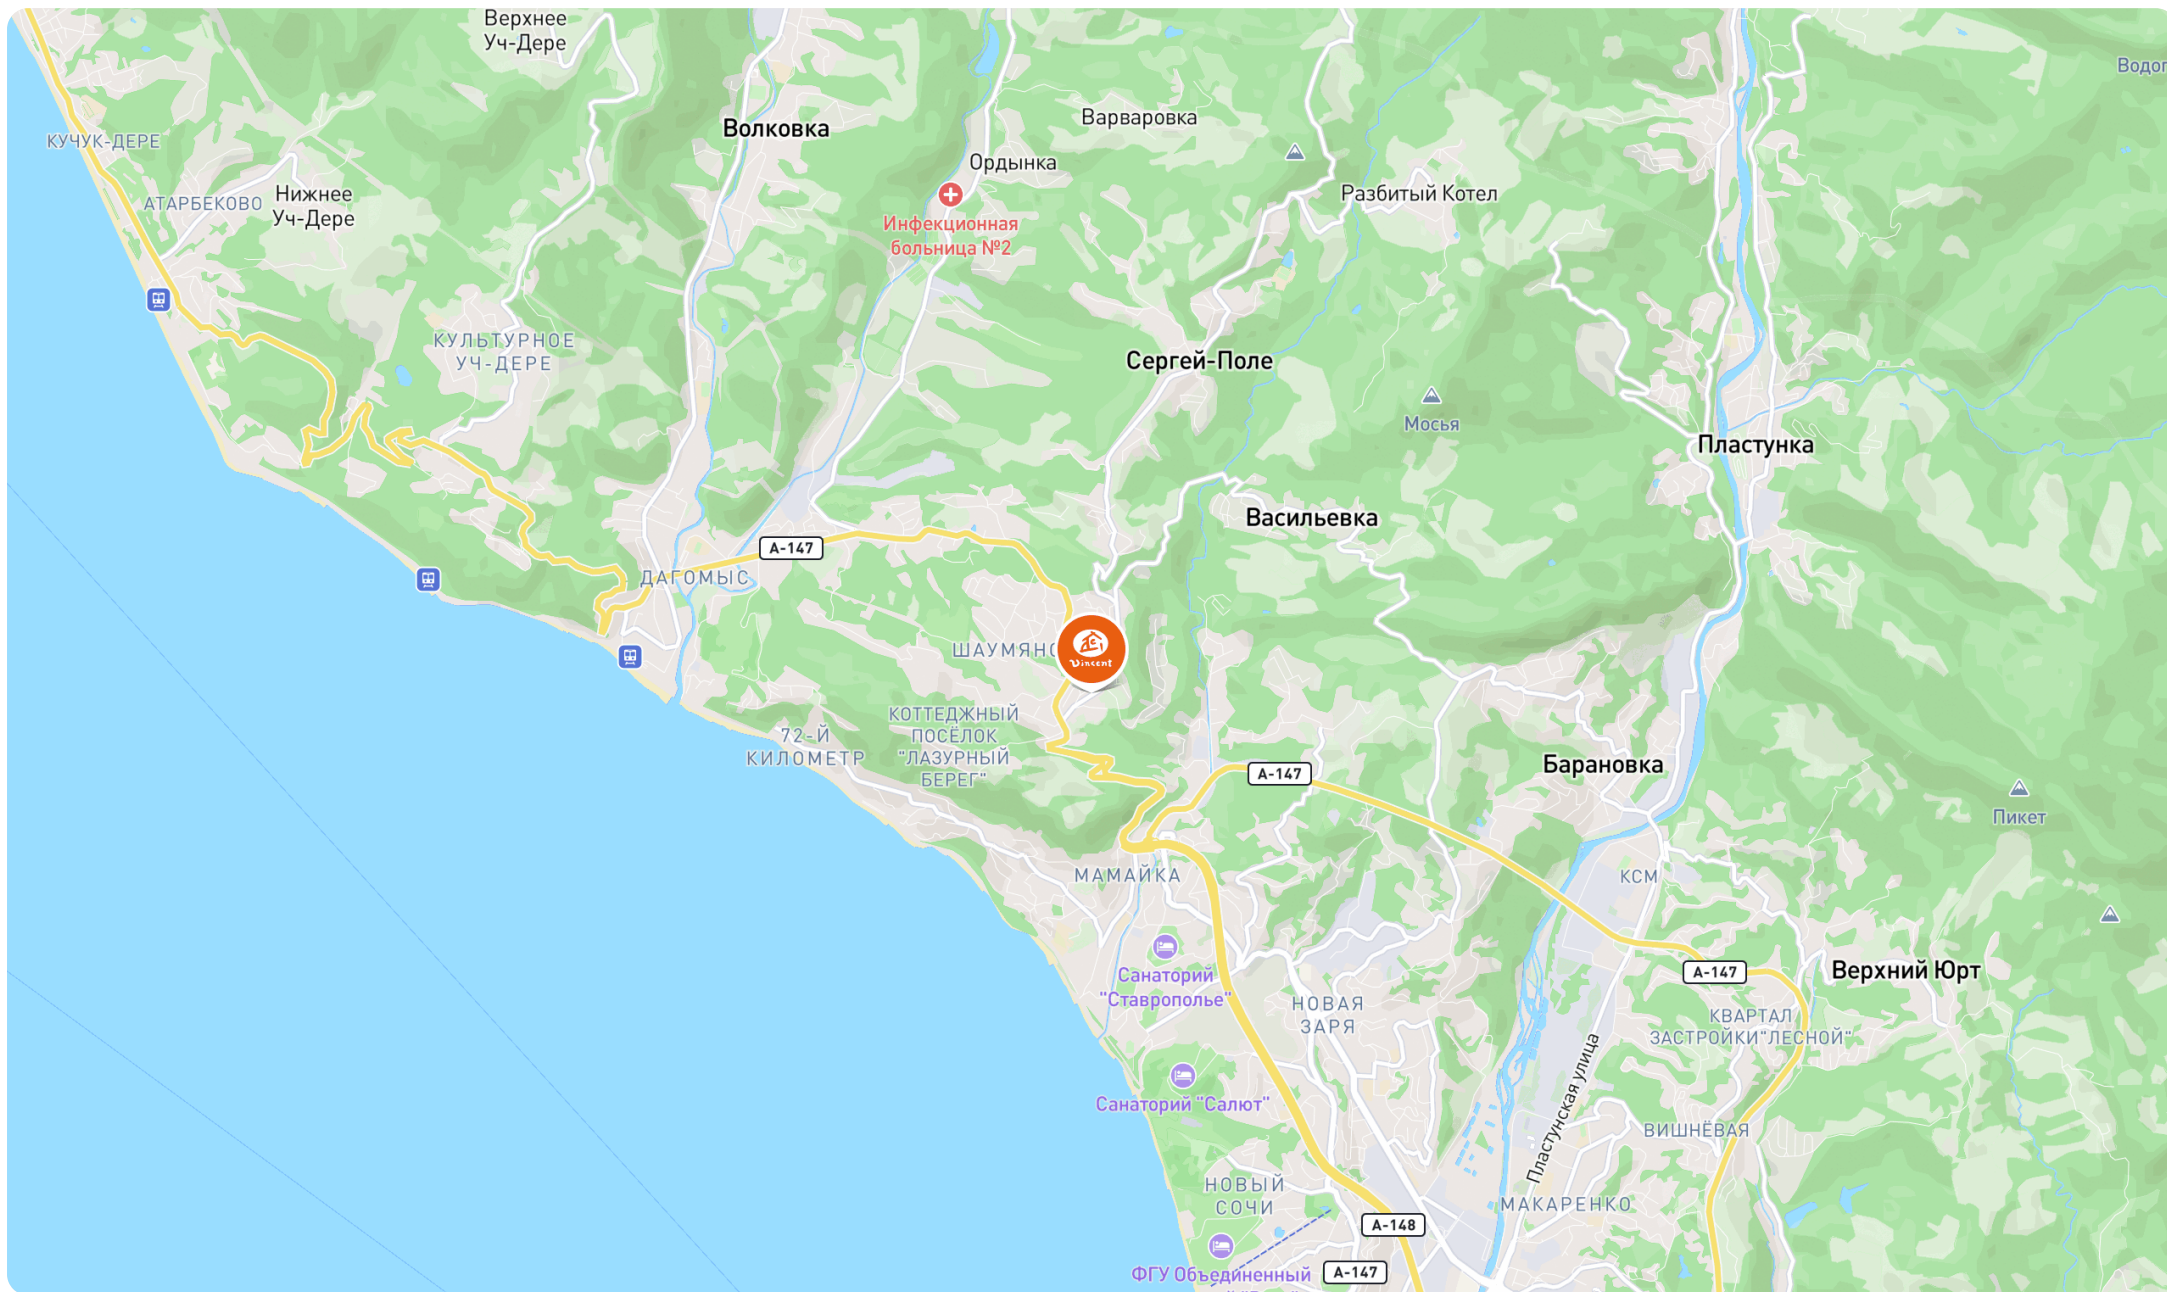 Верхнее
Уч-Дере
Водоп
Варваровка
Волковка
КУЧУК-ДЕРЕ
Ордынка
АТАРБЕКОВО
Нижнее
Уч-Дере
Разбитый Котел
Инфекционная
больница №2
КУЛЬТУРНОЕ
УЧ-ДЕРЕ
Сергей-Поле
Мосья
Пластунка
Васильевка
А-147
ДАГОМЫС
ШАУМЯНО
Vincent
КОТТЕДЖНЫЙ
ПОСЁЛОК
"ЛАЗУРНЫЙ
БЕРЕГ"
72-Й
КИЛОМЕТР
А-147
Барановка
Пикет
МАМАЙКА
КСМ
Санаторий
"Ставрополье"
А-147
Верхний Юрт
НОВАЯ
ЗАРЯ
КВАРТАЛ
ЗАСТРОЙКИ"ЛЕСНОЙ"
Пластунская улица
Санаторий "Салют"
ВИШНЁВАЯ
НОВЫЙ
СОЧИ
МАКАРЕНКО
А-148
ФГУ Объединенный
А-147